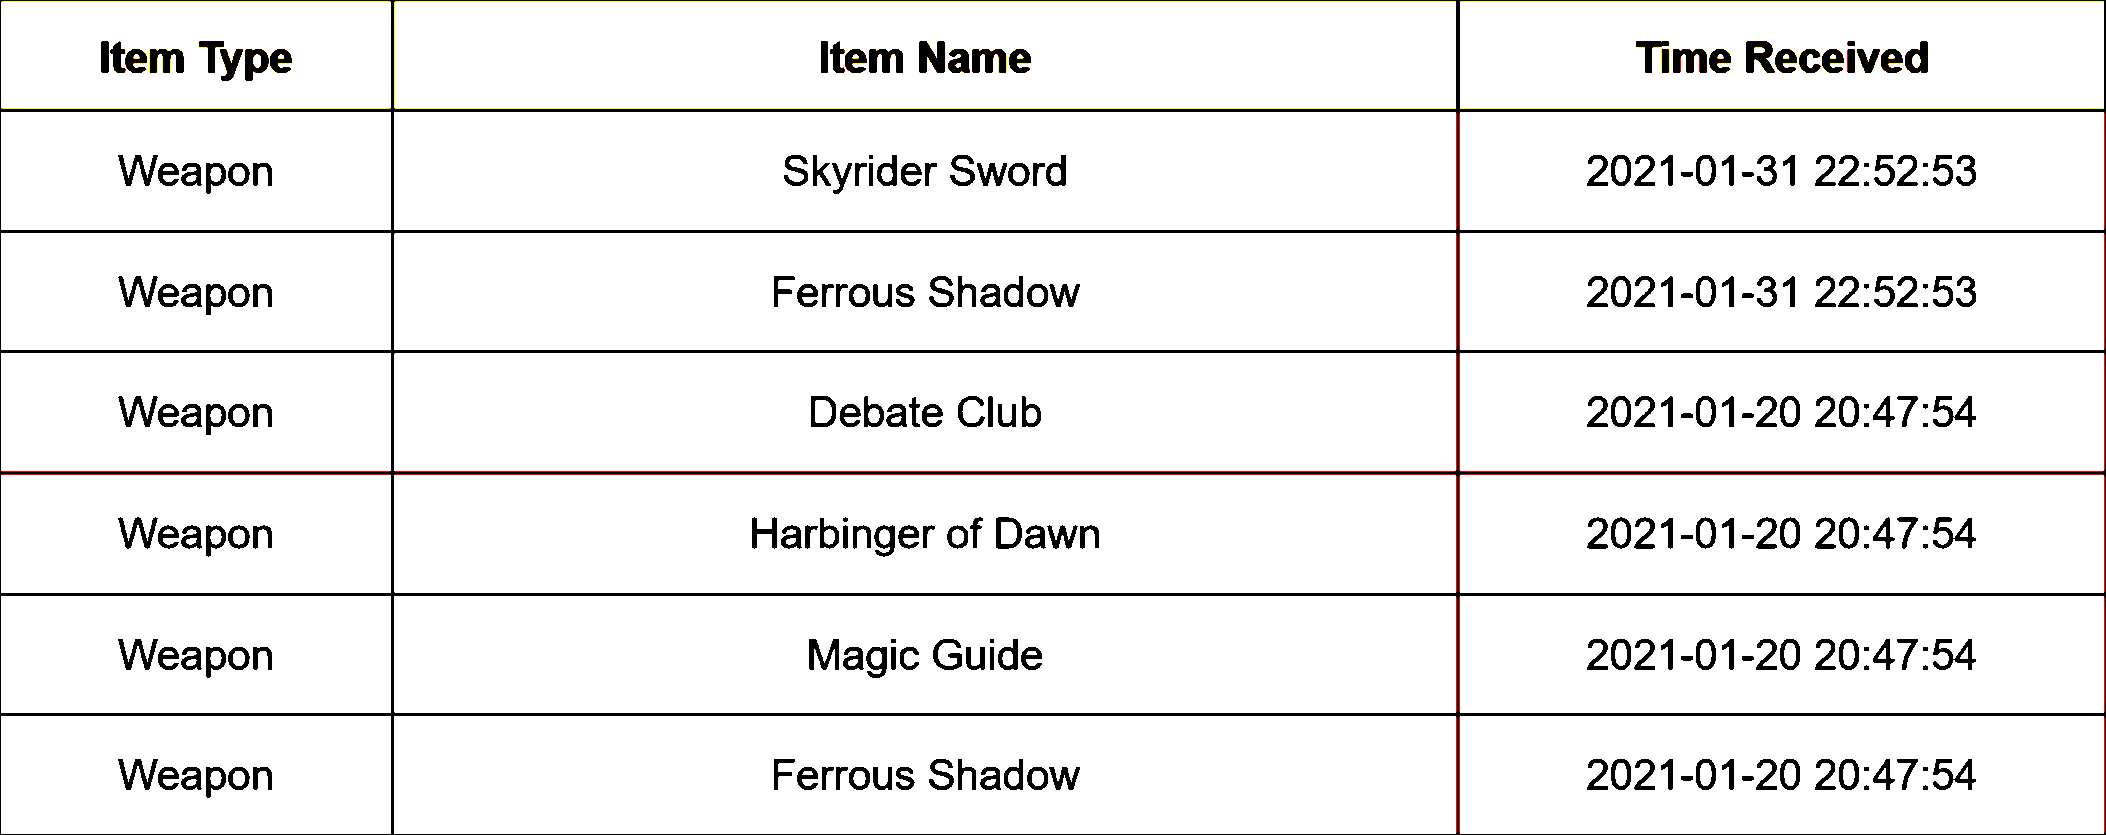 Item Type Item Name Time Received
Weapon Skyrider Sword 2021-01-31 22:52:53
Weapon Ferrous Shadow 2021-01-31 22:52:53
Weapon Debate Club 2021-01-20 20:47:54
Weapon Harbinger of Dawn 2021-01-20 20:47:54
Weapon Magic Guide 2021-01-20 20:47:54
Weapon Ferrous Shadow 2021-01-20 20:47:54